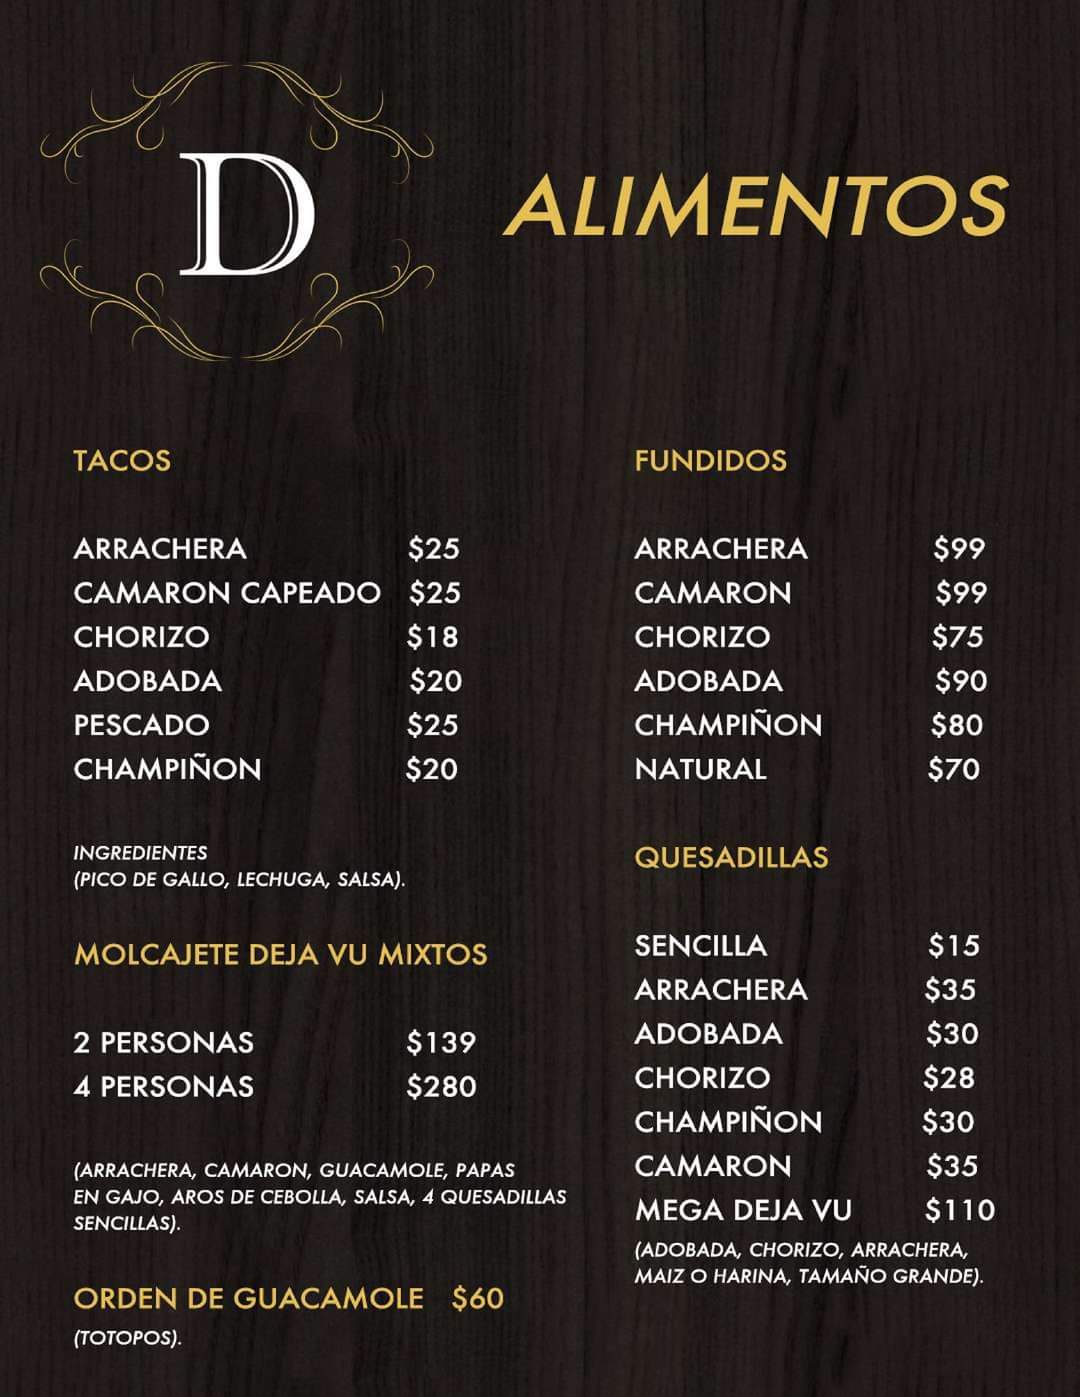 D
ALIMENTOS
TACOS
ARRACHERA $25
CAMARON CAPEADO $25
CHORIZO $18
ADOBADA $20
PESCADO $25
CHAMPIÑON $20
INGREDIENTES
(PICO DE GALLO, LECHUGA, SALSA).
MOLCAJETE DEJA VU MIXTOS
2 PERSONAS $139
4 PERSONAS $280
(ARRACHERA, CAMARON, GUACAMOLE, PAPAS
EN GAJO, AROS DE CEBOLLA, SALSA, 4 QUESADILLAS
SENCILLAS).
ORDEN DE GUACAMOLE $60
(TOTOPOS).
FUNDIDOS
ARRACHERA $99
CAMARON $99
CHORIZO $75
ADOBADA $90
CHAMPIÑON $80
NATURAL $70
QUESADILLAS
SENCILLA $15
ARRACHERA $35
ADOBADA $30
CHORIZO $28
CHAMPIÑON $30
CAMARON $35
MEGA DEJA VU $110
(ADOBADA, CHORIZO, ARRACHERA,
MAIZ O HARINA, TAMAÑO GRANDE).